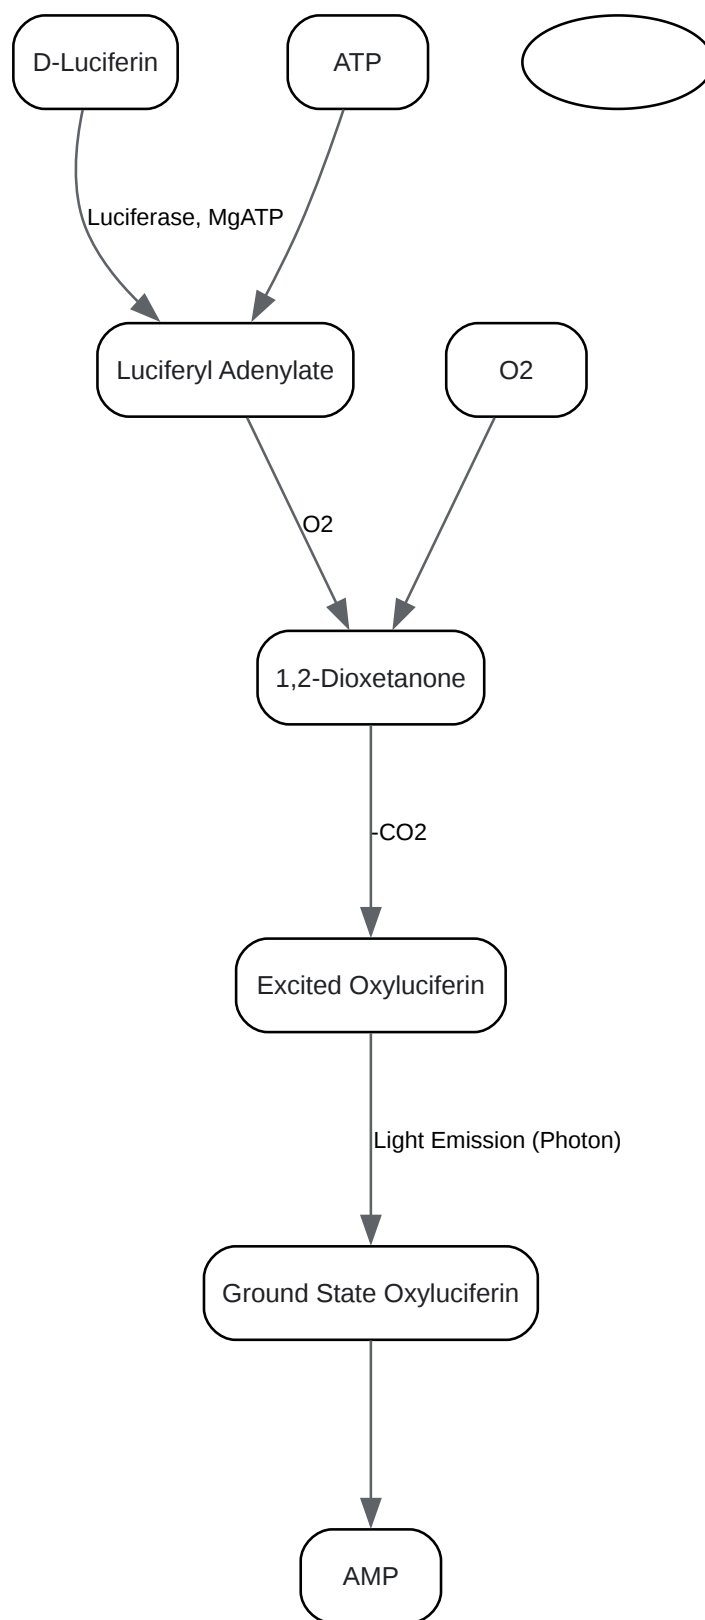 D-Luciferin
ATP
Luciferase, MgATP
Luciferyl Adenylate
O2
O2
1,2-Dioxetanone
-CO2
Excited Oxyluciferin
Light Emission (Photon)
Ground State Oxyluciferin
AMP